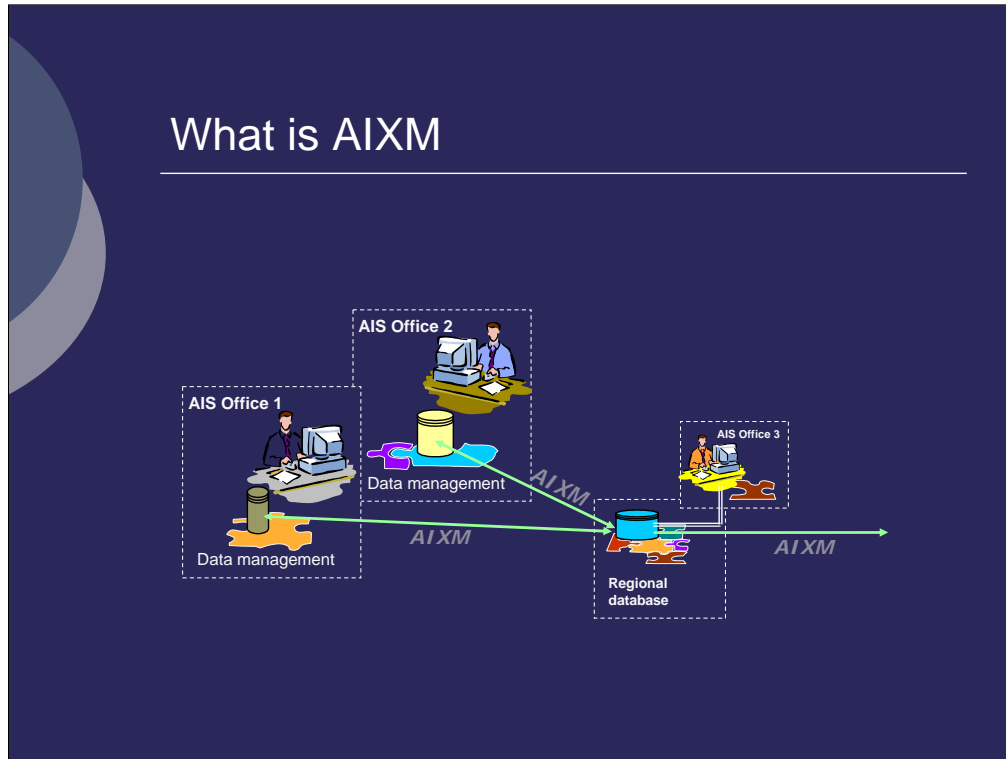 What is AIXM
AIS Office 2
AIS Office 1
AIS Office 3
Data management
AIXM
AIXM
AIXM
Data management
Regional
database